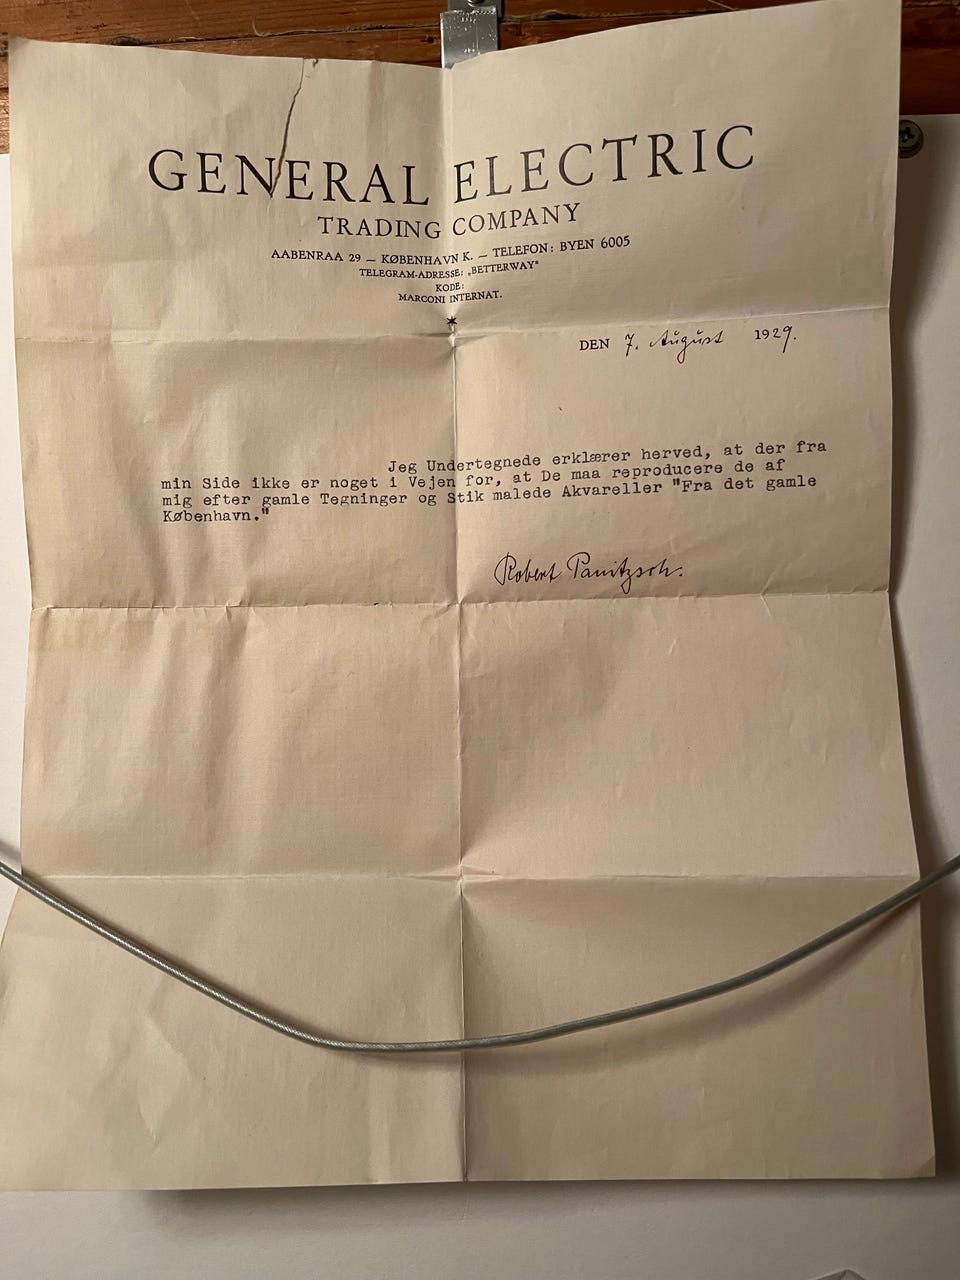 GENERAL ELECTRIC
TRADING COMPANY
AABENRAA 29 — KØBENHAVN K. — TELEFON: BYEN 6005
TELEGRAM-ADRESSE: „BETTERWAY“
KODE:
MARCONI INTERNAT.
DEN 7. August 1929.
Jeg Undertegnede erklærer herved, at der fra
min Side ikke er noget i Vejen for, at De maa reproducere de af
mig efter gamle Tegninger og Stik malede Akvareller "Fra det gamle
København."
Robert Panitzsch.